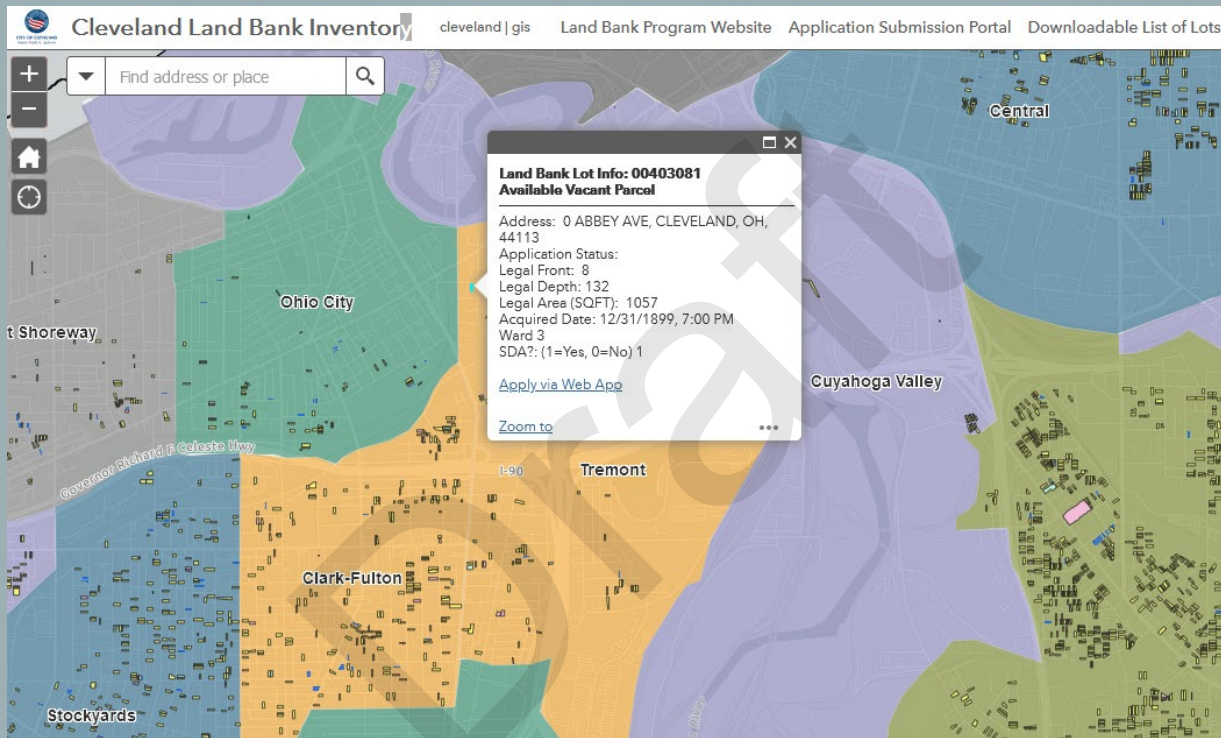 Cleveland Land Bank Inventory
cleveland | gis
Land Bank Program Website
Application Submission Portal
Downloadable List of Lots
CITY OF CLEVELAND
Find address or place
Central
Land Bank Lot Info: 00403081
Available Vacant Parcel
Address: 0 ABBEY AVE, CLEVELAND, OH,
44113
Application Status:
Legal Front: 8
Legal Depth: 132
Legal Area (SQFT): 1057
Acquired Date: 12/31/1899, 7:00 PM
Ward 3
SDA?: (1=Yes, 0=No) 1
Apply via Web App
Zoom to
Ohio City
t Shoreway
Cuyahoga Valley
Governor Richard F Celeste Hwy
I-90
Tremont
Clark-Fulton
Stockyards
Draft